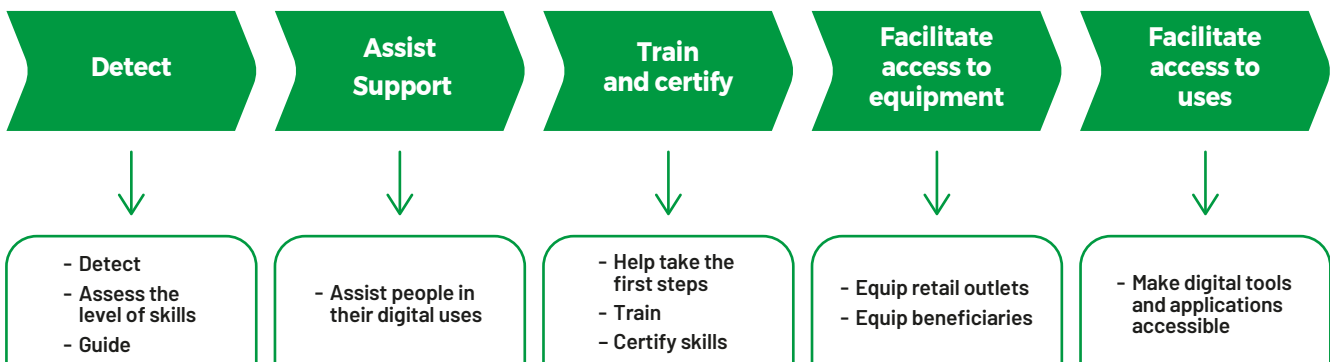 Detect
Assist
Support
Train
and certify
Facilitate
access to
equipment
Facilitate
access to
uses
- Detect
- Assess the
level of skills
- Guide
- Assist people in
their digital uses
- Help take the
first steps
- Train
– Certify skills
- Equip retail outlets
- Equip beneficiaries
- Make digital tools
and applications
accessible